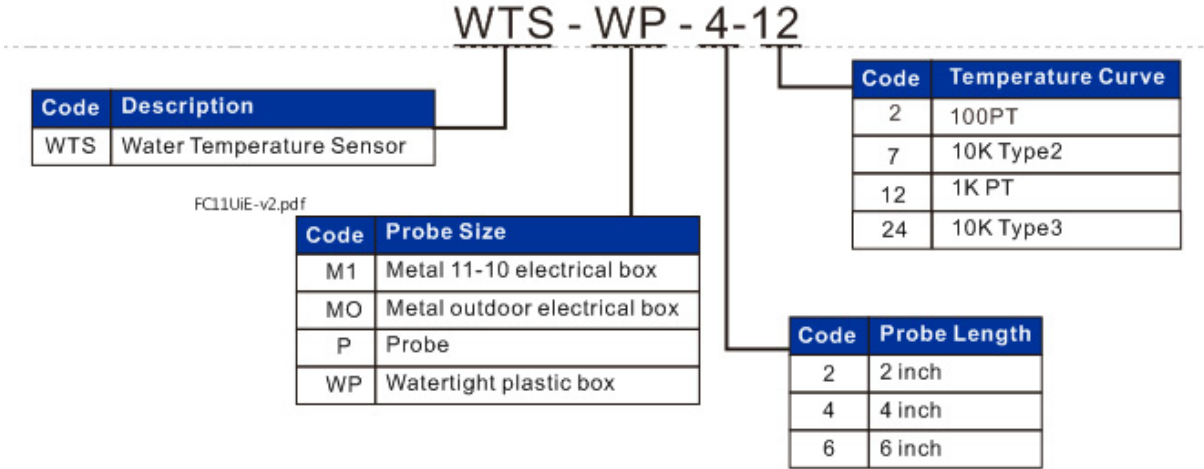 WTS - WP - 4-12
Code Description
WTS Water Temperature Sensor
Code Temperature Curve
2 100PT
7 10K Type2
12 1K PT
24 10K Type3
FC11UiE-v2.pdf
Code Probe Size
M1 Metal 11-10 electrical box
MO Metal outdoor electrical box
P Probe
WP Watertight plastic box
Code Probe Length
2 2 inch
4 4 inch
6 6 inch